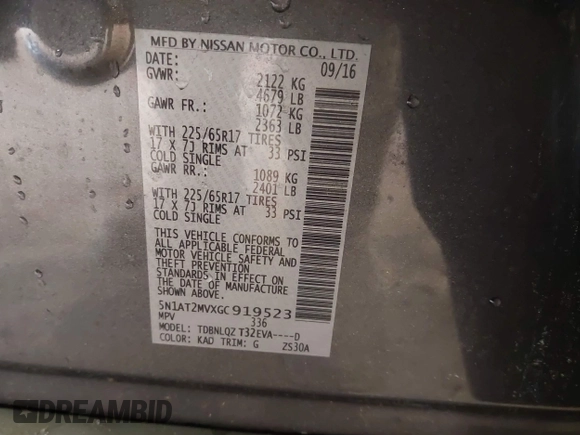 MFD BY NISSAN MOTOR CO., LTD.
DATE: 09/16
GVWR: 2122 KG
4679 LB
GAWR FR.: 1072 KG
2363 LB
WITH 225/65R17 TIRES
17 X 7J RIMS AT 33 PSI
COLD SINGLE
GAWR RR.: 1089 KG
2401 LB
WITH 225/65R17 TIRES
17 X 7J RIMS AT 33 PSI
COLD SINGLE
THIS VEHICLE CONFORMS TO
ALL APPLICABLE FEDERAL
MOTOR VEHICLE SAFETY AND
THEFT PREVENTION
STANDARDS IN EFFECT ON
THE DATE OF MANUFACTURE
SHOWN ABOVE.
5N1AT2MVXGC919523
MPV 336
MODEL: TDBNLQZ T32EVA----D
COLOR: KAD TRIM: G ZS30A
DREAMBID